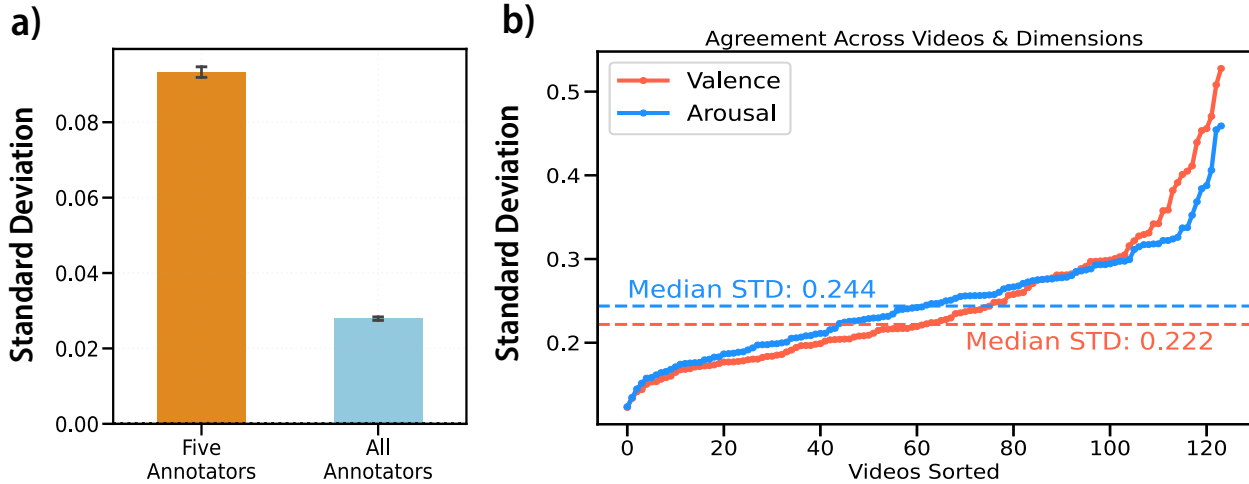 a)
Standard Deviation
0.08
0.06
0.04
0.02
0.00
Five
Annotators
All
Annotators
b)
Agreement Across Videos & Dimensions
Valence
Arousal
Standard Deviation
0.5
0.4
0.3
0.2
Median STD: 0.244
Median STD: 0.222
0
20
40
60
80
100
120
Videos Sorted